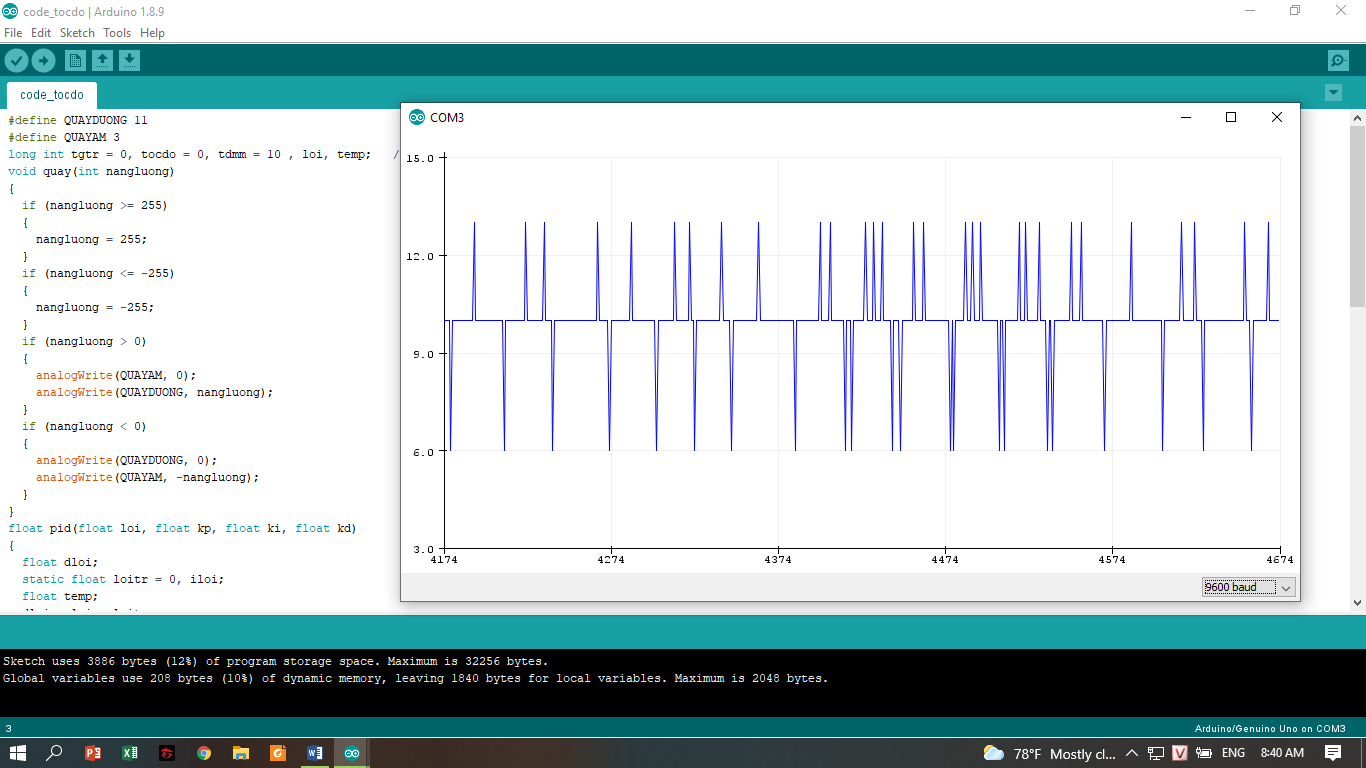 code_tocdo | Arduino 1.8.9
File Edit Sketch Tools Help
code_tocdo
#define QUAYDUONG 11
#define QUAYAM 3
long int tgtr = 0, tocdo = 0, tdmm = 10 , loi, temp; /
void quay(int nangluong)
{
if (nangluong >= 255)
{
nangluong = 255;
}
if (nangluong <= -255)
{
nangluong = -255;
}
if (nangluong > 0)
{
analogWrite(QUAYAM, 0);
analogWrite(QUAYDUONG, nangluong);
}
if (nangluong < 0)
{
analogWrite(QUAYDUONG, 0);
analogWrite(QUAYAM, -nangluong);
}
}
float pid(float loi, float kp, float ki, float kd)
{
float dloi;
static float loitr = 0, iloi;
float temp;
COM3
15.0
12.0
9.0
6.0
3.0
4174 4274 4374 4474 4574 4674
9600 baud
Sketch uses 3886 bytes (12%) of program storage space. Maximum is 32256 bytes.
Global variables use 208 bytes (10%) of dynamic memory, leaving 1840 bytes for local variables. Maximum is 2048 bytes.
3 Arduino/Genuino Uno on COM3
78°F Mostly cl... ENG 8:40 AM